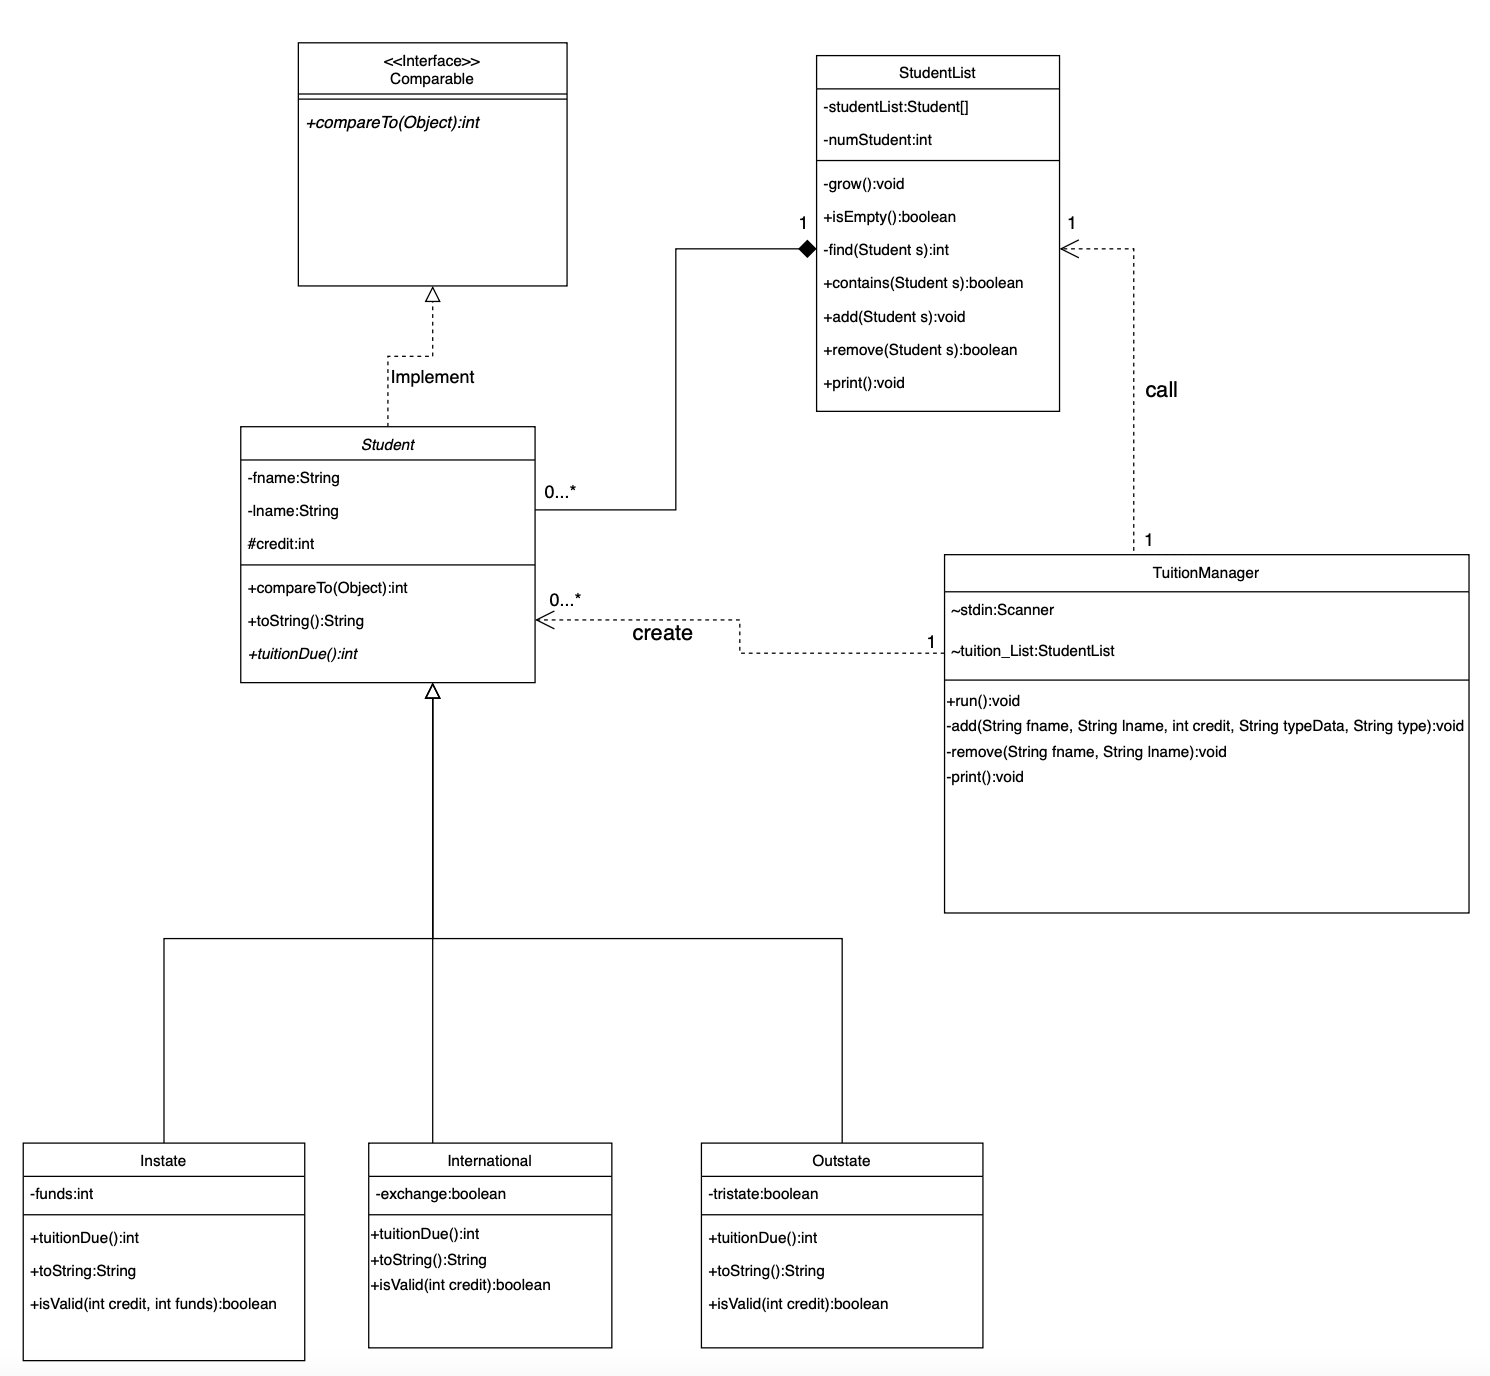 <<Interface>>
Comparable
+compareTo(Object):int
StudentList
-studentList:Student[]
-numStudent:int
-grow():void
+isEmpty():boolean
-find(Student s):int
+contains(Student s):boolean
+add(Student s):void
+remove(Student s):boolean
+print():void
1
1
Implement
call
Student
-fname:String
-lname:String
#credit:int
+compareTo(Object):int
+toString():String
+tuitionDue():int
0...*
0...*
create
1
1
TuitionManager
~stdin:Scanner
~tuition_List:StudentList
+run():void
-add(String fname, String lname, int credit, String typeData, String type):void
-remove(String fname, String lname):void
-print():void
Instate
-funds:int
+tuitionDue():int
+toString:String
+isValid(int credit, int funds):boolean
International
-exchange:boolean
+tuitionDue():int
+toString():String
+isValid(int credit):boolean
Outstate
-tristate:boolean
+tuitionDue():int
+toString():String
+isValid(int credit):boolean